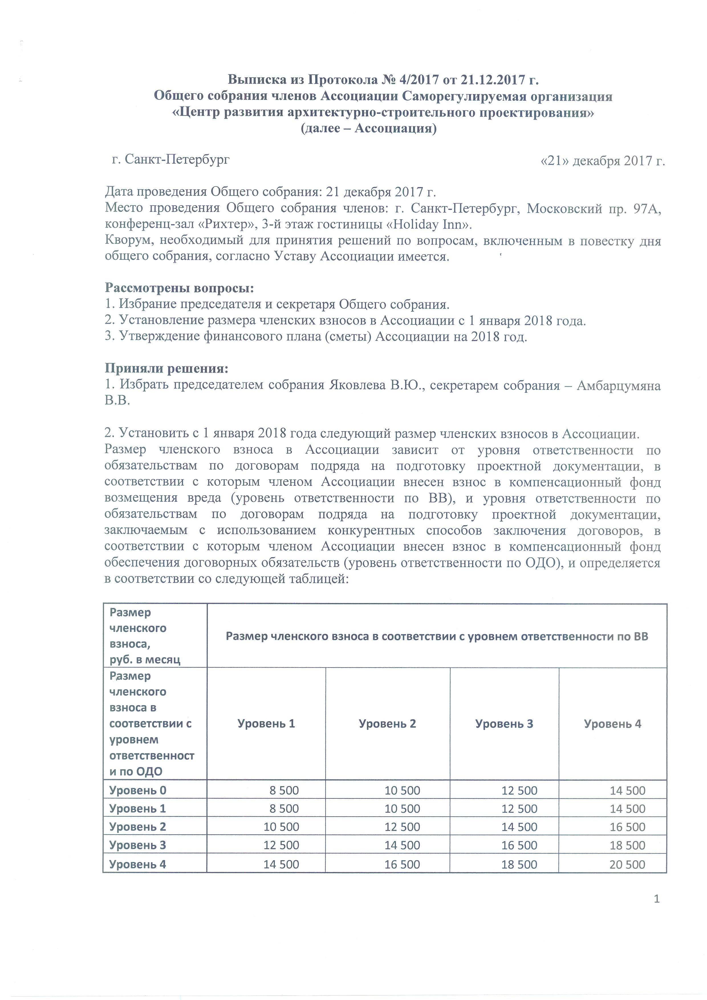 Выписка из Протокола № 4/2017 от 21.12.2017 г.
Общего собрания членов Ассоциации Саморегулируемая организация
«Центр развития архитектурно-строительного проектирования»
(далее – Ассоциация)
г. Санкт-Петербург «21» декабря 2017 г.
Дата проведения Общего собрания: 21 декабря 2017 г.
Место проведения Общего собрания членов: г. Санкт-Петербург, Московский пр. 97А,
конференц-зал «Рихтер», 3-й этаж гостиницы «Holiday Inn».
Кворум, необходимый для принятия решений по вопросам, включенным в повестку дня
общего собрания, согласно Уставу Ассоциации имеется.
Рассмотрены вопросы:
1. Избрание председателя и секретаря Общего собрания.
2. Установление размера членских взносов в Ассоциации с 1 января 2018 года.
3. Утверждение финансового плана (сметы) Ассоциации на 2018 год.
Приняли решения:
1. Избрать председателем собрания Яковлева В.Ю., секретарем собрания – Амбарцумяна
В.В.
2. Установить с 1 января 2018 года следующий размер членских взносов в Ассоциации.
Размер членского взноса в Ассоциации зависит от уровня ответственности по
обязательствам по договорам подряда на подготовку проектной документации, в
соответствии с которым членом Ассоциации внесен взнос в компенсационный фонд
возмещения вреда (уровень ответственности по ВВ), и уровня ответственности по
обязательствам по договорам подряда на подготовку проектной документации,
заключаемым с использованием конкурентных способов заключения договоров, в
соответствии с которым членом Ассоциации внесен взнос в компенсационный фонд
обеспечения договорных обязательств (уровень ответственности по ОДО), и определяется
в соответствии со следующей таблицей:
Размер
членского
взноса,
руб. в месяц
Размер членского взноса в соответствии с уровнем ответственности по ВВ
Размер
членского
взноса в
соответствии с
уровнем
ответственност
и по ОДО
Уровень 1 Уровень 2 Уровень 3 Уровень 4
Уровень 0 8 500 10 500 12 500 14 500
Уровень 1 8 500 10 500 12 500 14 500
Уровень 2 10 500 12 500 14 500 16 500
Уровень 3 12 500 14 500 16 500 18 500
Уровень 4 14 500 16 500 18 500 20 500
1